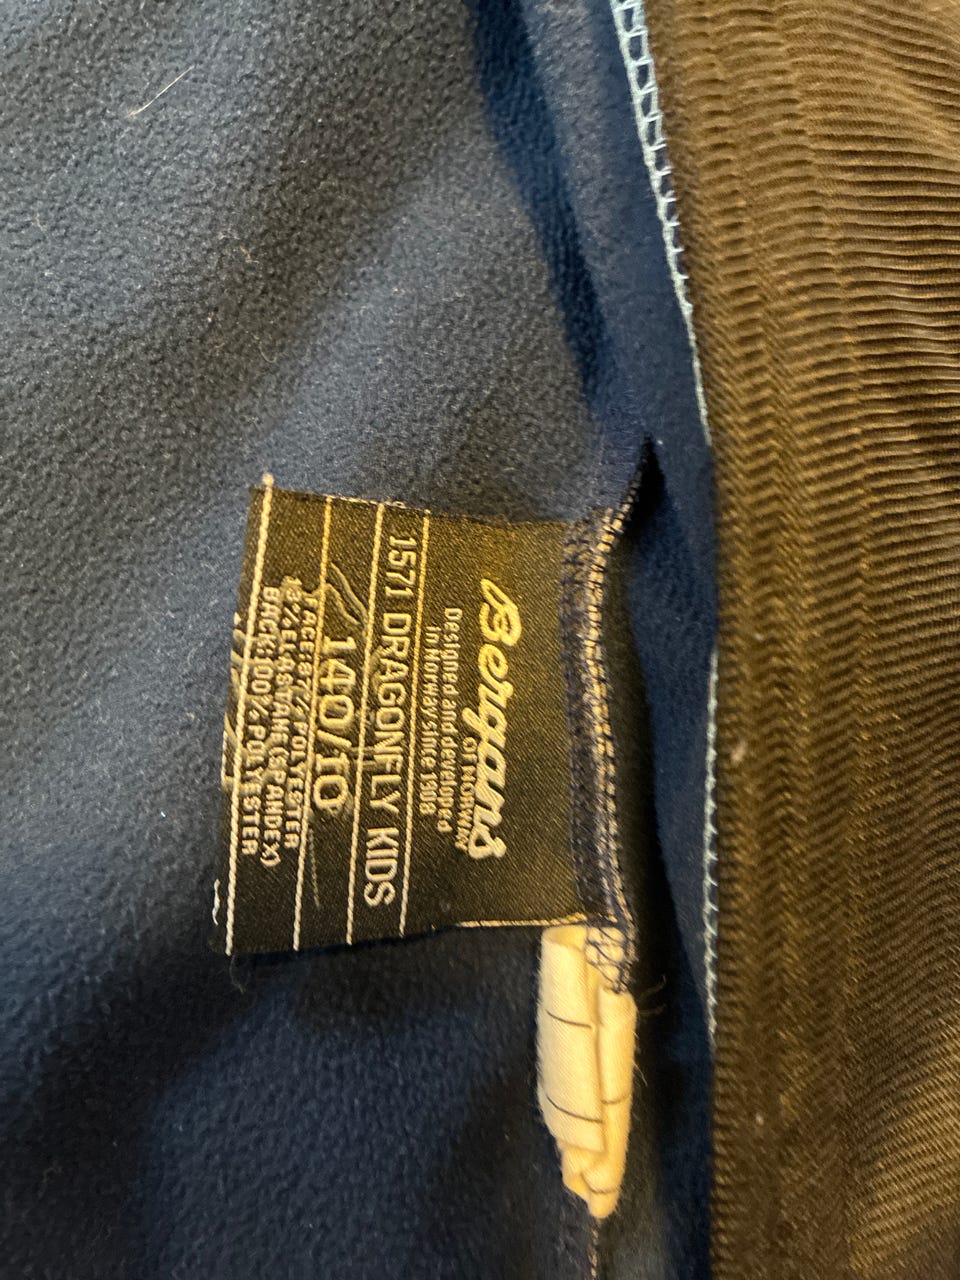 Bergans
OF NORWAY
Designed and developed
in Norway since 1908
1571 DRAGONFLY KIDS
140/10
FACE:87% POLYESTER
13% ELASTANE(SPANDEX)
BACK:100% POLYESTER